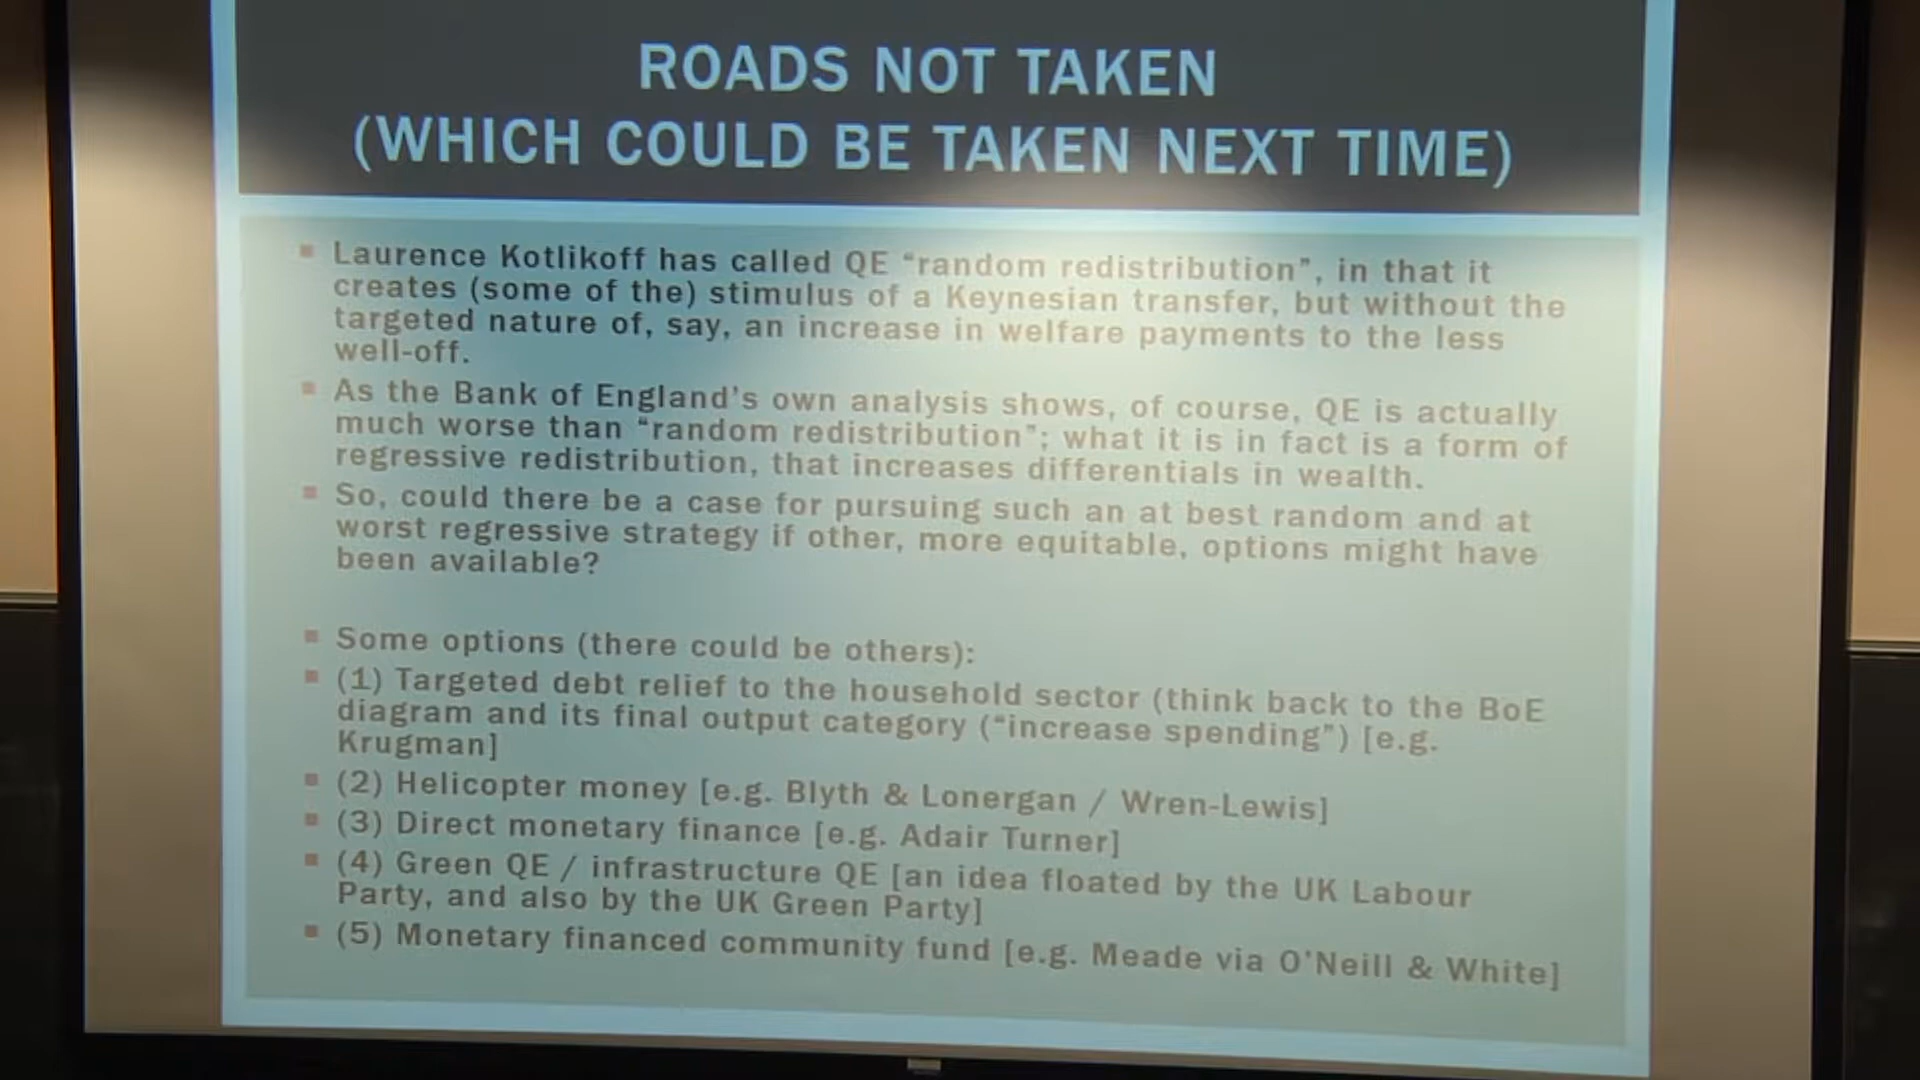 ROADS NOT TAKEN
(WHICH COULD BE TAKEN NEXT TIME)
▪ Laurence Kotlikoff has called QE “random redistribution”, in that it
creates (some of the) stimulus of a Keynesian transfer, but without the
targeted nature of, say, an increase in welfare payments to the less
well-off.
▪ As the Bank of England's own analysis shows, of course, QE is actually
much worse than “random redistribution”; what it is in fact is a form of
regressive redistribution, that increases differentials in wealth.
▪ So, could there be a case for pursuing such an at best random and at
worst regressive strategy if other, more equitable, options might have
been available?
▪ Some options (there could be others):
▪ (1) Targeted debt relief to the household sector (think back to the BoE
diagram and its final output category (“increase spending”) [e.g.
Krugman]
▪ (2) Helicopter money [e.g. Blyth & Lonergan / Wren-Lewis]
▪ (3) Direct monetary finance [e.g. Adair Turner]
▪ (4) Green QE / infrastructure QE [an idea floated by the UK Labour
Party, and also by the UK Green Party]
▪ (5) Monetary financed community fund [e.g. Meade via O'Neill & White]